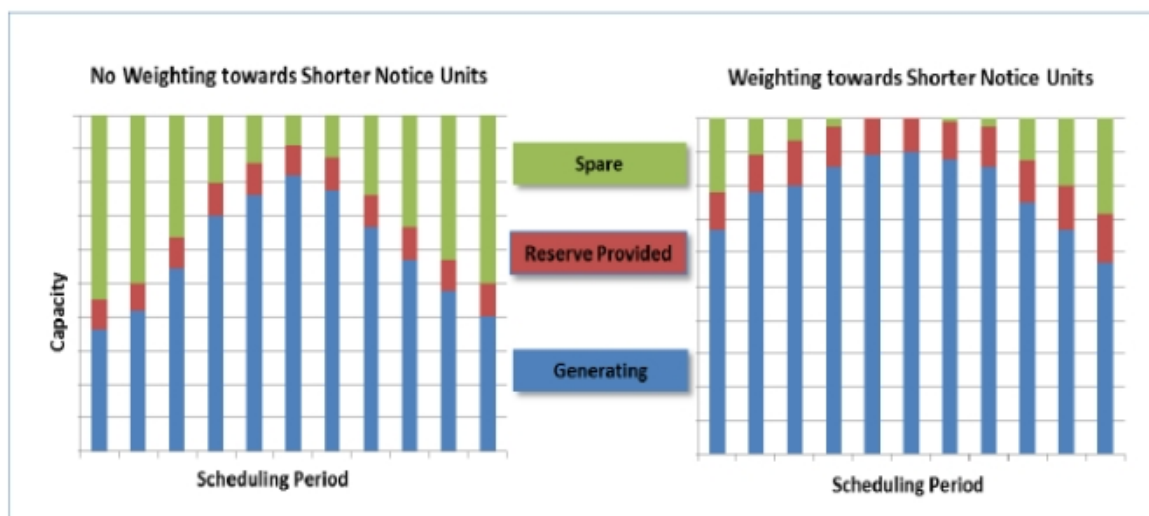 No Weighting towards Shorter Notice Units
Weighting towards Shorter Notice Units
Spare
Reserve Provided
Generating
Capacity
Scheduling Period
Scheduling Period